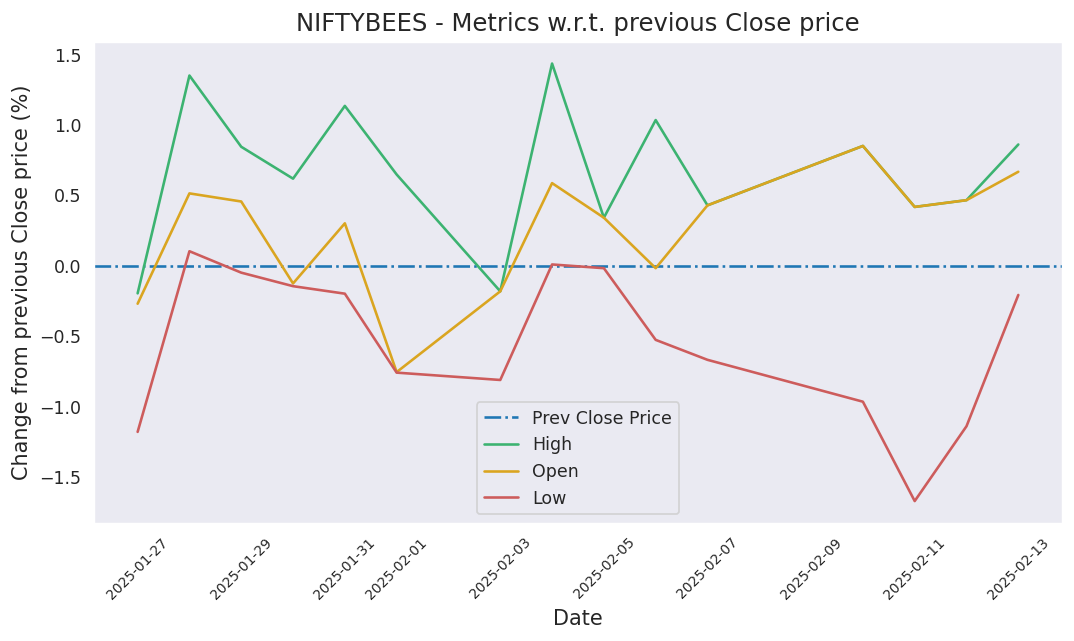 NIFTYBEES - Metrics w.r.t. previous Close price
Change from previous Close price (%)
1.5
1.0
0.5
0.0
−0.5
−1.0
−1.5
Prev Close Price
High
Open
Low
2025-01-27
2025-01-29
2025-01-31
2025-02-01
2025-02-03
2025-02-05
2025-02-07
2025-02-09
2025-02-11
2025-02-13
Date